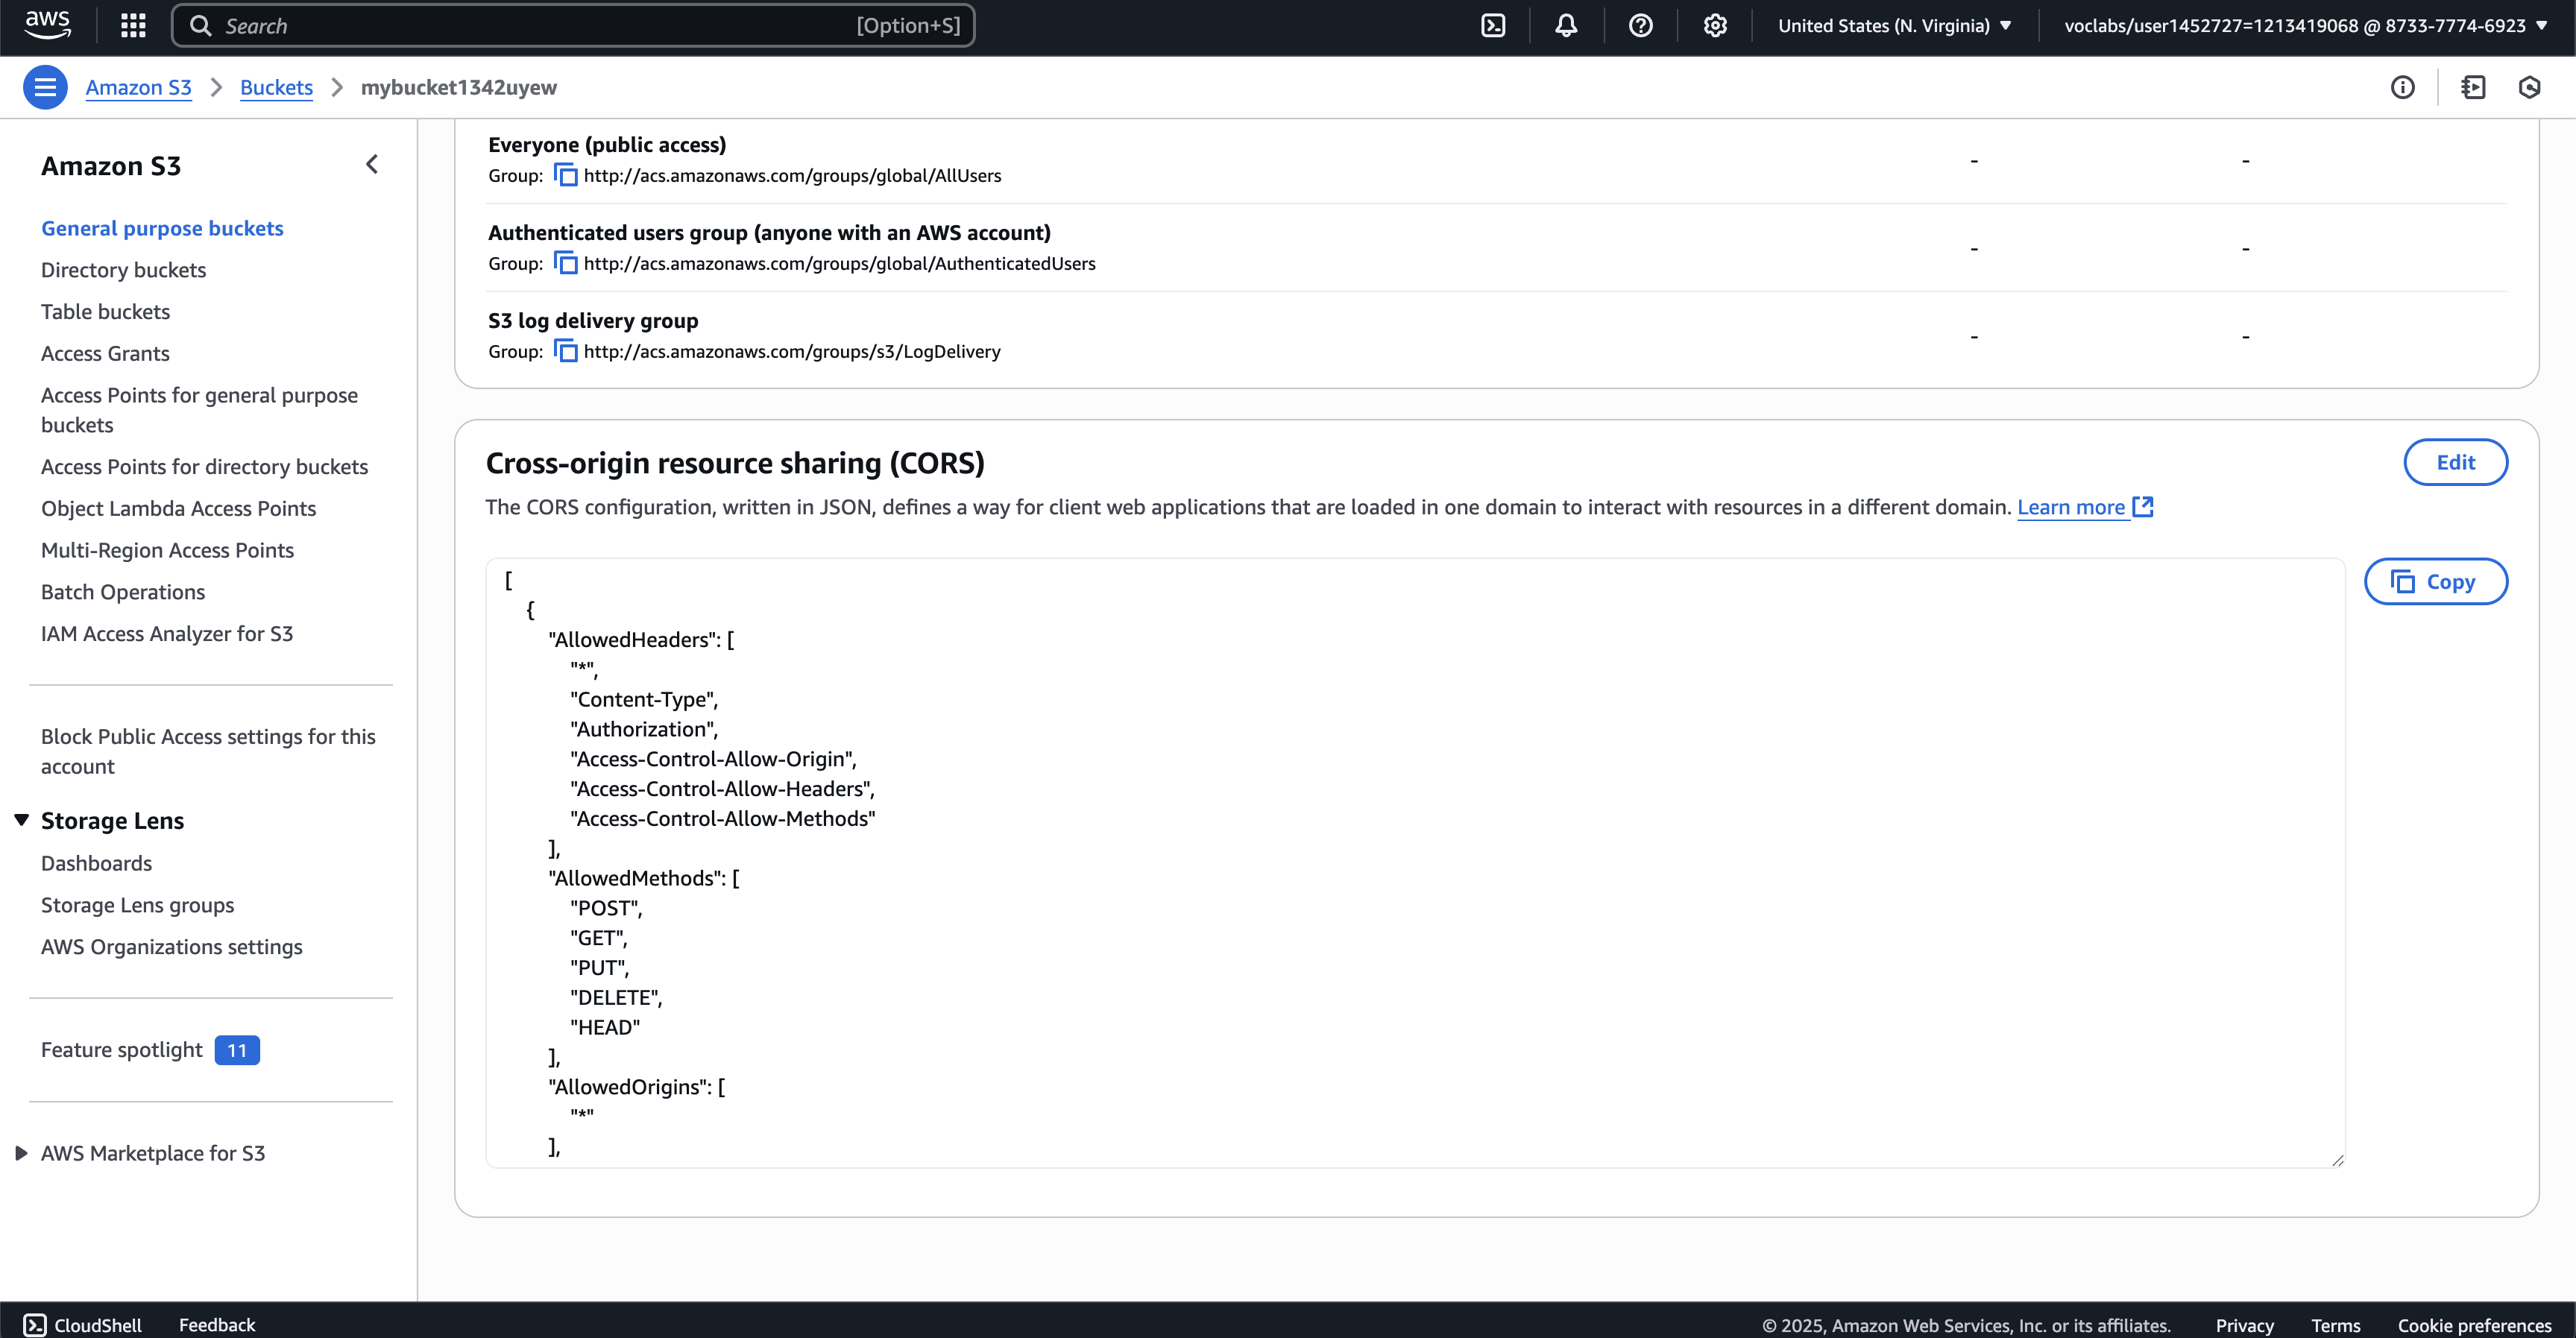 aws
Search [Option+S]
United States (N. Virginia)
voclabs/user1452727=1213419068 @ 8733-7774-6923
Amazon S3 > Buckets > mybucket1342uyew
Amazon S3
General purpose buckets
Directory buckets
Table buckets
Access Grants
Access Points for general purpose
buckets
Access Points for directory buckets
Object Lambda Access Points
Multi-Region Access Points
Batch Operations
IAM Access Analyzer for S3
Block Public Access settings for this
account
Storage Lens
Dashboards
Storage Lens groups
AWS Organizations settings
Feature spotlight 11
AWS Marketplace for S3
Everyone (public access)
Group: http://acs.amazonaws.com/groups/global/AllUsers
- -
Authenticated users group (anyone with an AWS account)
Group: http://acs.amazonaws.com/groups/global/AuthenticatedUsers
- -
S3 log delivery group
Group: http://acs.amazonaws.com/groups/s3/LogDelivery
- -
Cross-origin resource sharing (CORS)
Edit
The CORS configuration, written in JSON, defines a way for client web applications that are loaded in one domain to interact with resources in a different domain. Learn more
Copy
[
{
"AllowedHeaders": [
"*",
"Content-Type",
"Authorization",
"Access-Control-Allow-Origin",
"Access-Control-Allow-Headers",
"Access-Control-Allow-Methods"
],
"AllowedMethods": [
"POST",
"GET",
"PUT",
"DELETE",
"HEAD"
],
"AllowedOrigins": [
"*"
],
CloudShell Feedback
© 2025, Amazon Web Services, Inc. or its affiliates. Privacy Terms Cookie preferences